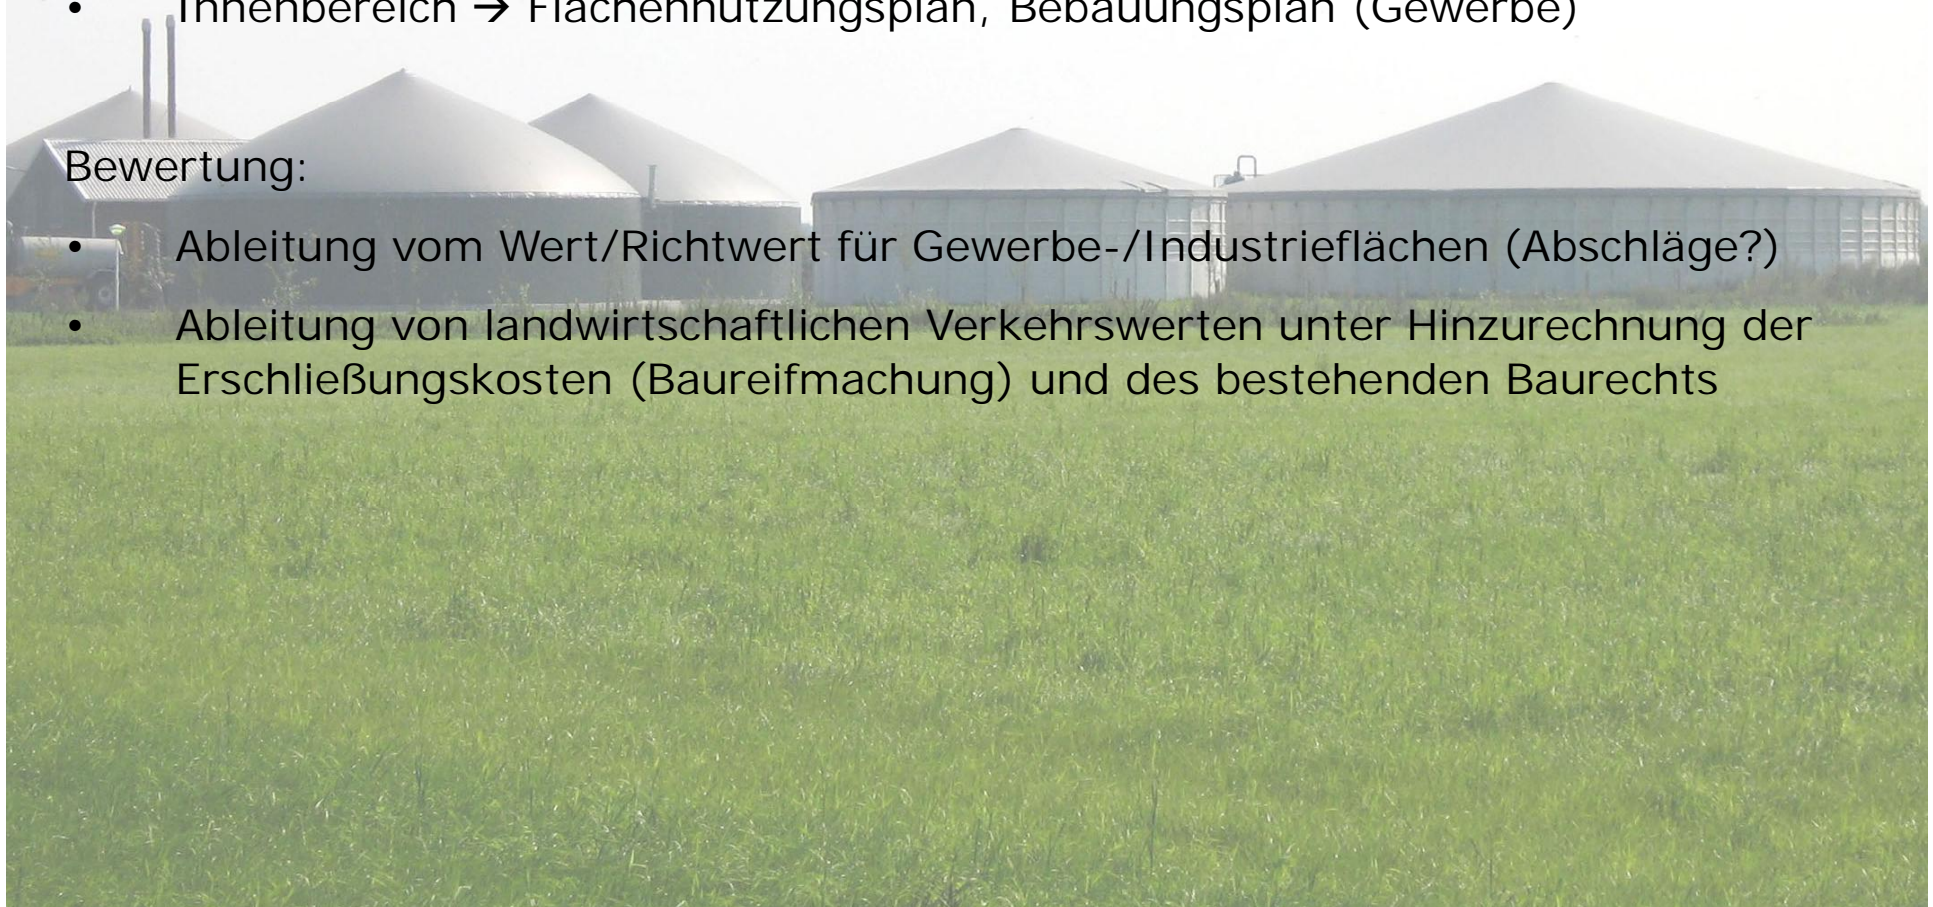 • Innenbereich → Flächennutzungsplan, Bebauungsplan (Gewerbe)
Bewertung:
• Ableitung vom Wert/Richtwert für Gewerbe-/Industrieflächen (Abschläge?)
• Ableitung von landwirtschaftlichen Verkehrswerten unter Hinzurechnung der
Erschließungskosten (Baureifmachung) und des bestehenden Baurechts